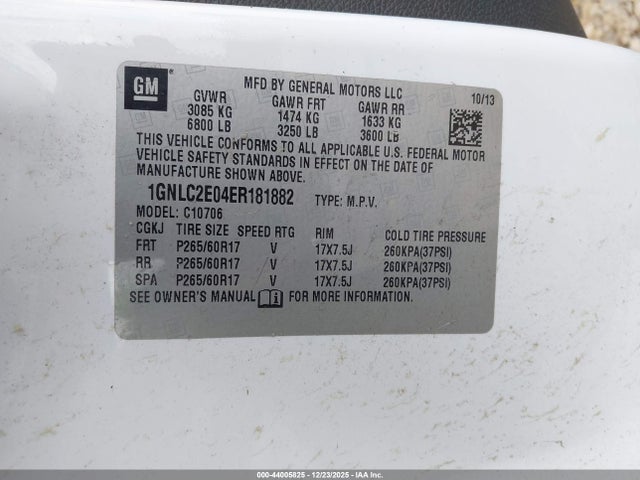 GM
MFD BY GENERAL MOTORS LLC 10/13
GVWR GAWR FRT GAWR RR
3085 KG 1474 KG 1633 KG
6800 LB 3250 LB 3600 LB
THIS VEHICLE CONFORMS TO ALL APPLICABLE U.S. FEDERAL MOTOR
VEHICLE SAFETY STANDARDS IN EFFECT ON THE DATE OF
MANUFACTURE SHOWN ABOVE.
1GNLC2E04ER181882 TYPE: M.P.V.
MODEL: C10706
CGKJ TIRE SIZE SPEED RTG RIM COLD TIRE PRESSURE
FRT P265/60R17 V 17X7.5J 260KPA(37PSI)
RR P265/60R17 V 17X7.5J 260KPA(37PSI)
SPA P265/60R17 V 17X7.5J 260KPA(37PSI)
SEE OWNER'S MANUAL FOR MORE INFORMATION.
000-44005825 - 12/23/2025 - IAAI.COM